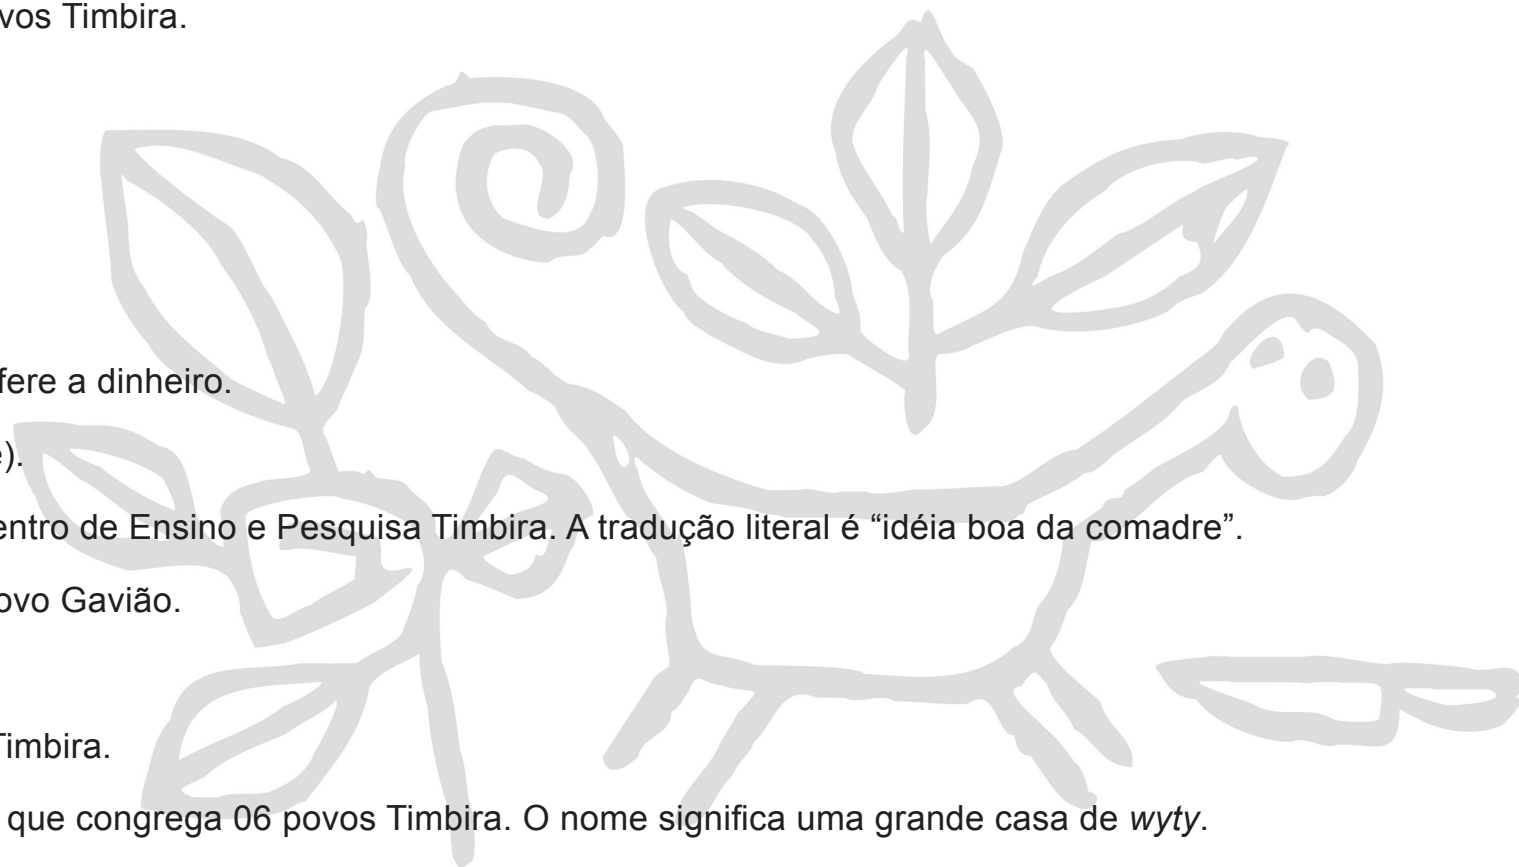 vos Timbira.
fere a dinheiro.
e).
entro de Ensino e Pesquisa Timbira. A tradução literal é “idéia boa da comadre”.
ovo Gavião.
Timbira.
que congrega 06 povos Timbira. O nome significa uma grande casa de wyty.